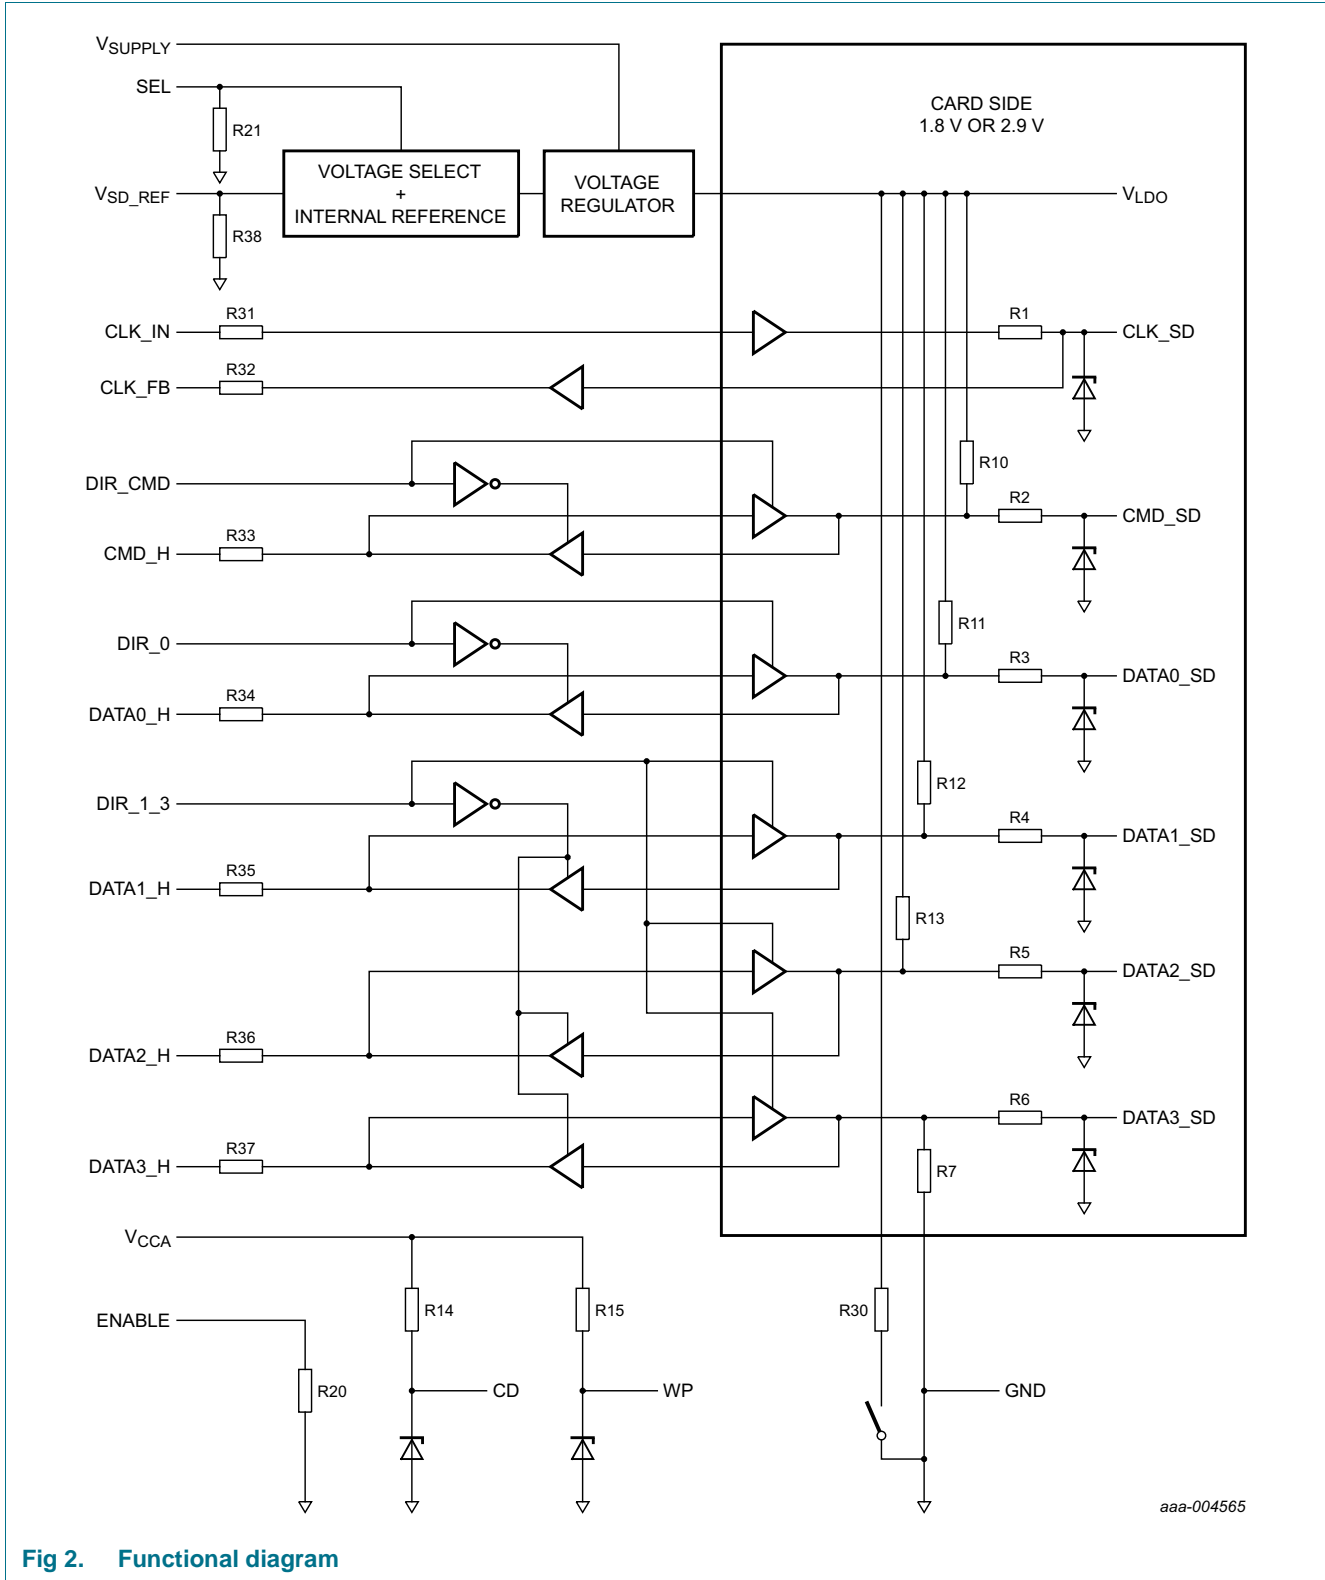 VSUPPLY
SEL
CARD SIDE
1.8 V OR 2.9 V
R21
VOLTAGE SELECT
+
INTERNAL REFERENCE
VOLTAGE
REGULATOR
VSD_REF
VLDO
R38
CLK_IN
R31
R1
CLK_SD
CLK_FB
R32
R10
DIR_CMD
R2
CMD_SD
CMD_H
R33
R11
DIR_0
R3
DATA0_SD
DATA0_H
R34
R12
DIR_1_3
R4
DATA1_SD
DATA1_H
R35
R13
R5
DATA2_SD
DATA2_H
R36
R6
DATA3_SD
DATA3_H
R37
R7
VCCA
ENABLE
R14
R15
R30
R20
CD
WP
GND
aaa-004565
Fig 2. Functional diagram